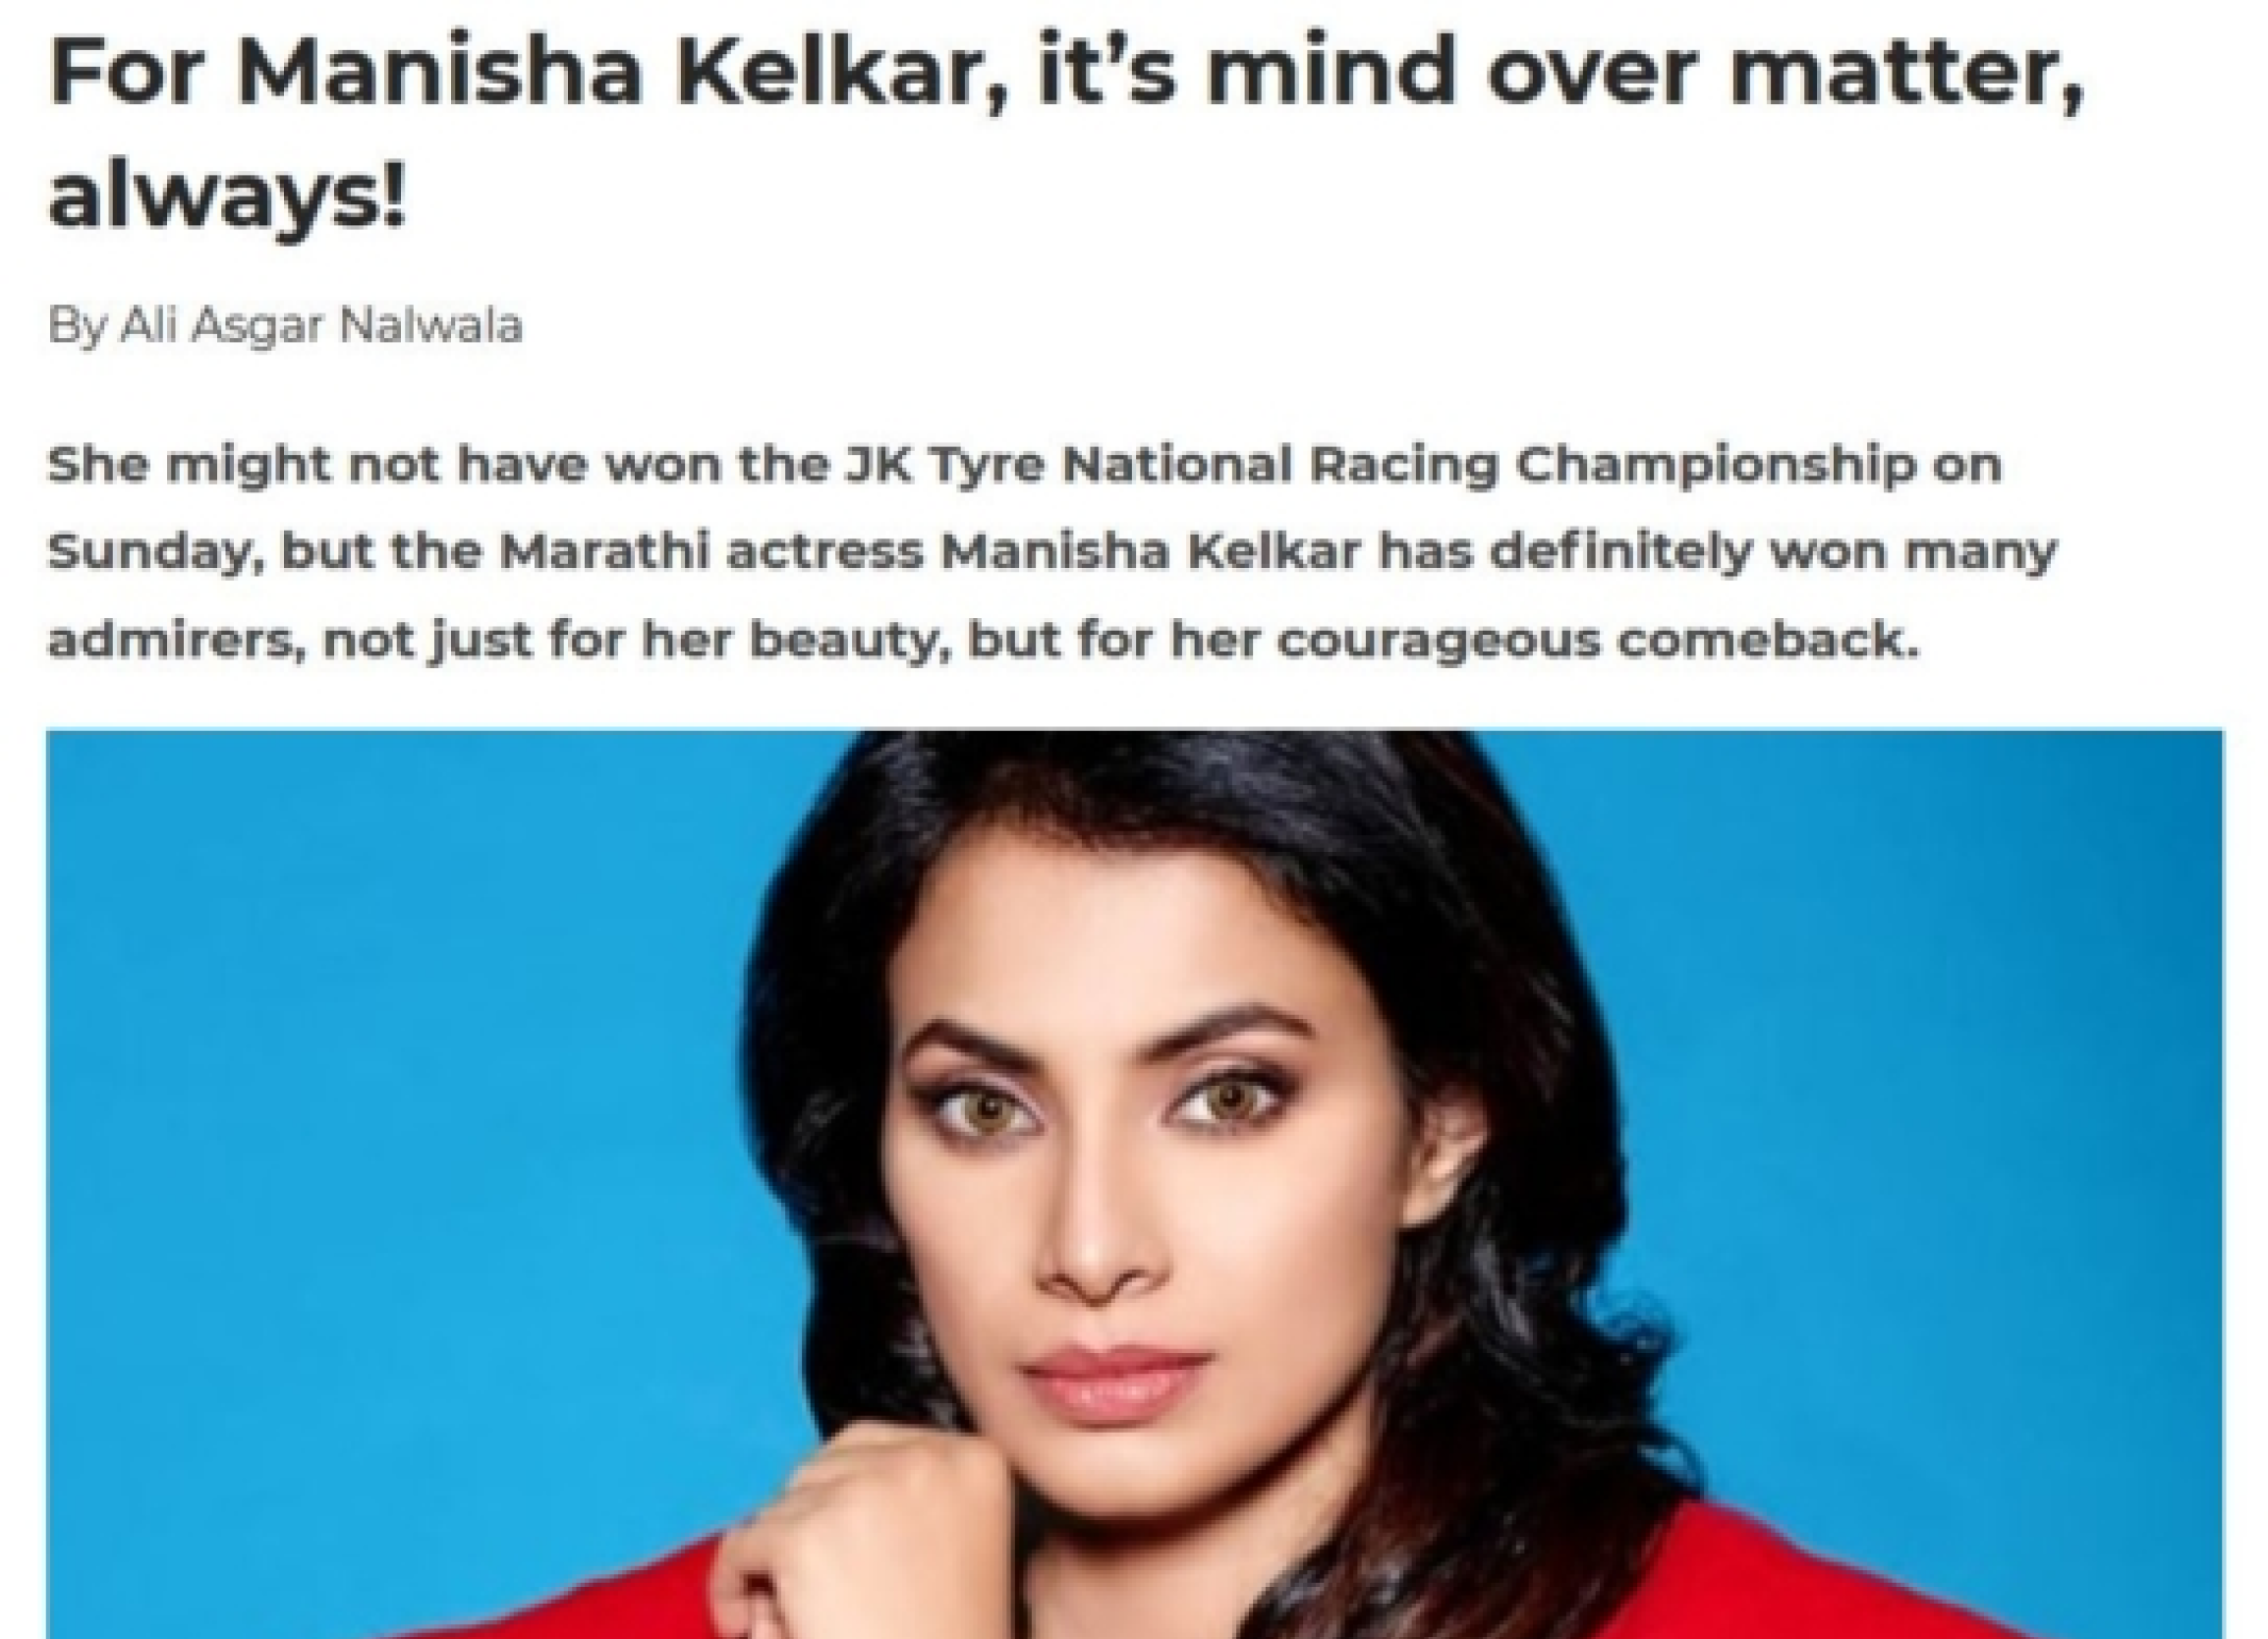 For Manisha Kelkar, it’s mind over matter,
always!
By Ali Asgar Nalwala
She might not have won the JK Tyre National Racing Championship on
Sunday, but the Marathi actress Manisha Kelkar has definitely won many
admirers, not just for her beauty, but for her courageous comeback.